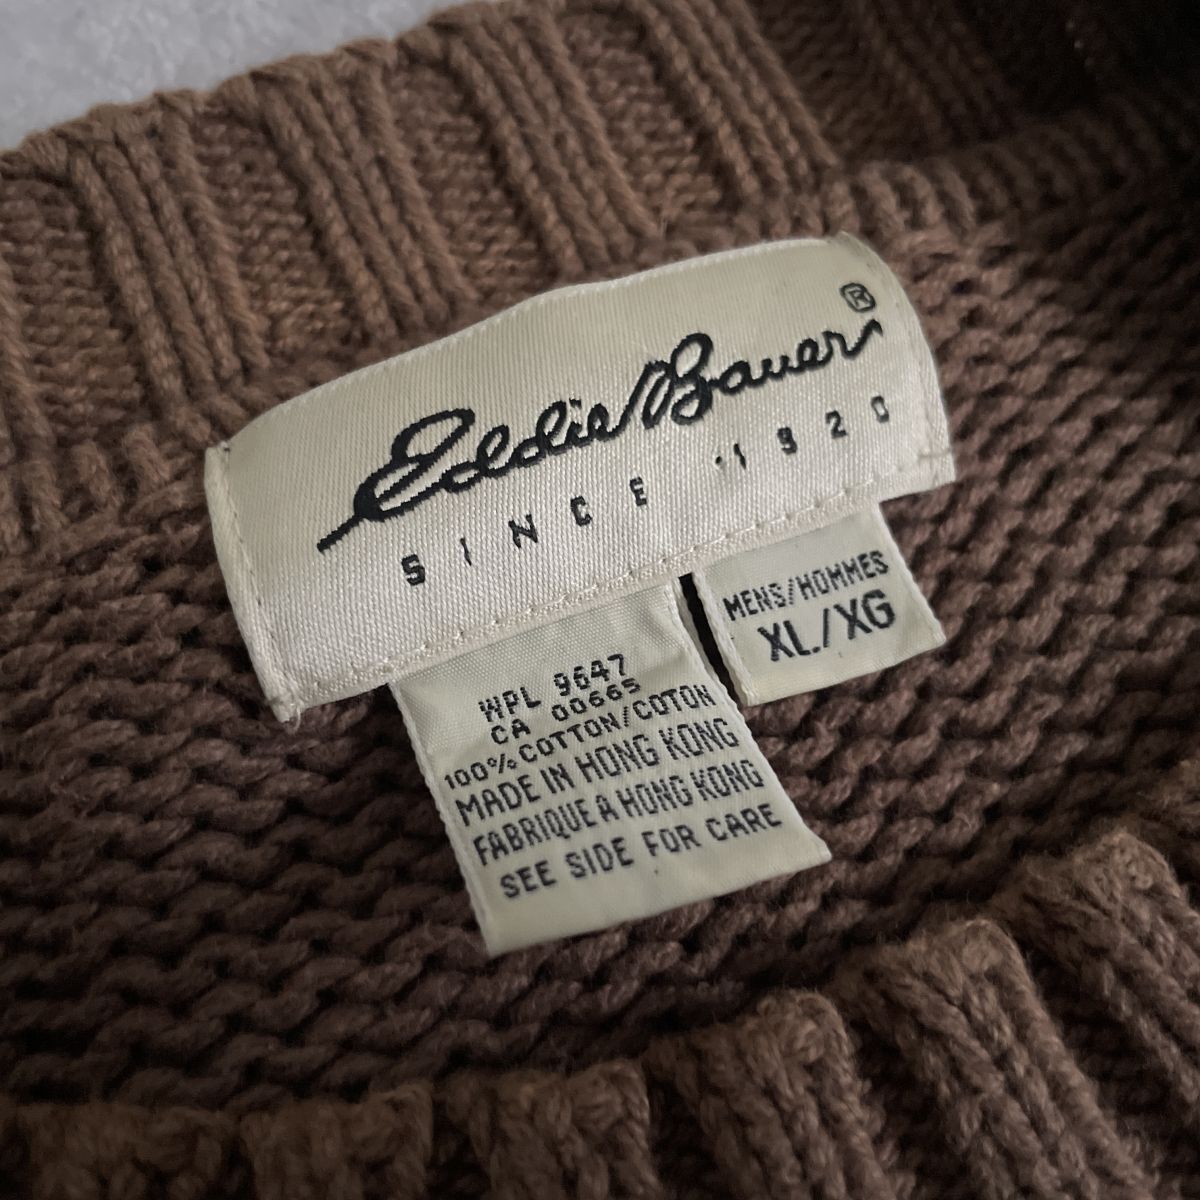 Eddie Bauer®
SINCE 1920
MENS/HOMMES
XL/XG
WPL 9647
CA 00665
100% COTTON/COTON
MADE IN HONG KONG
FABRIQUE A HONG KONG
SEE SIDE FOR CARE